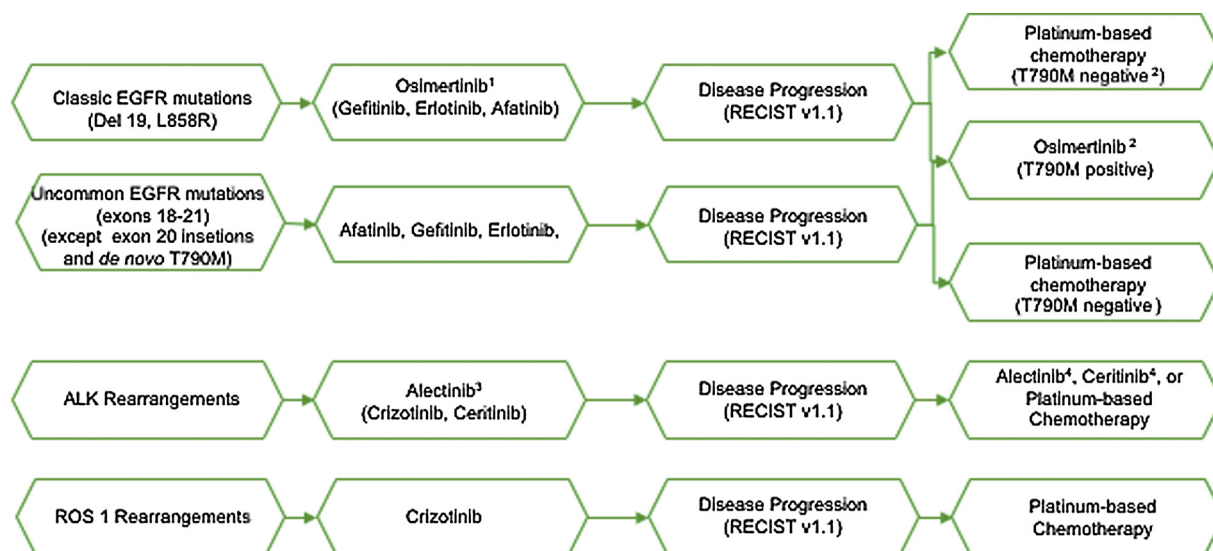 Classic EGFR mutations
(Del 19, L858R)
Osimertinib¹
(Gefitinib, Erlotinib, Afatinib)
Disease Progression
(RECIST v1.1)
Platinum-based
chemotherapy
(T790M negative²)
Osimertinib²
(T790M positive)
Uncommon EGFR mutations
(exons 18-21)
(except exon 20 insetions
and de novo T790M)
Afatinib, Gefitinib, Erlotinib,
Disease Progression
(RECIST v1.1)
Platinum-based
chemotherapy
(T790M negative)
ALK Rearrangements
Alectinib³
(Crizotinib, Ceritinib)
Disease Progression
(RECIST v1.1)
Alectinib⁴, Ceritinib⁴, or
Platinum-based
Chemotherapy
ROS 1 Rearrangements
Crizotinib
Disease Progression
(RECIST v1.1)
Platinum-based
Chemotherapy